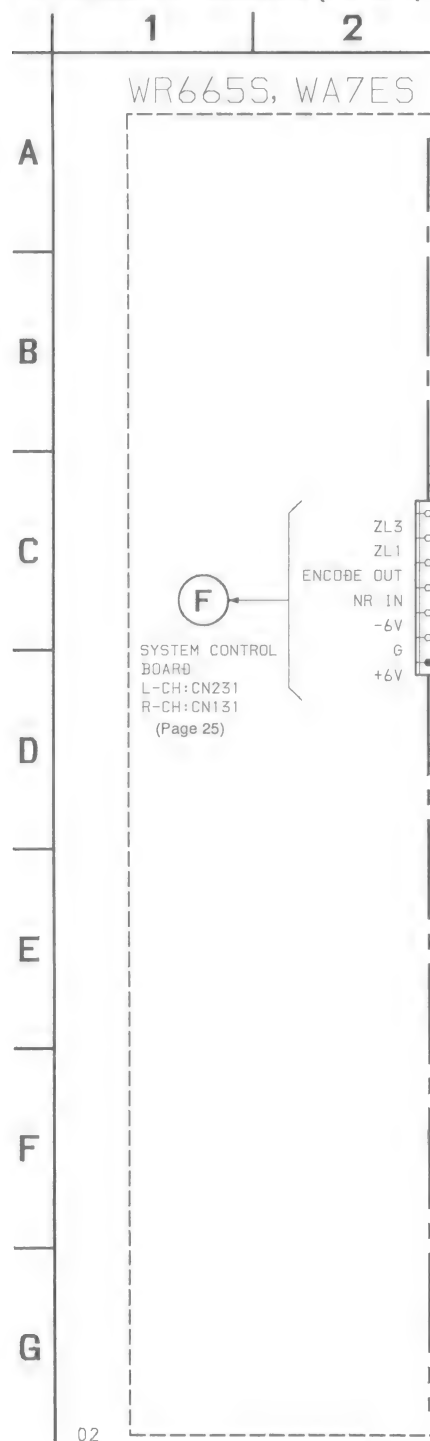 1 2
WR665S, WA7ES
A
B
C
D
E
F
G
ZL3
ZL1
ENCODE OUT
NR IN
-6V
G
+6V
F
SYSTEM CONTROL
BOARD
L-CH:CN231
R-CH:CN131
(Page 25)
02